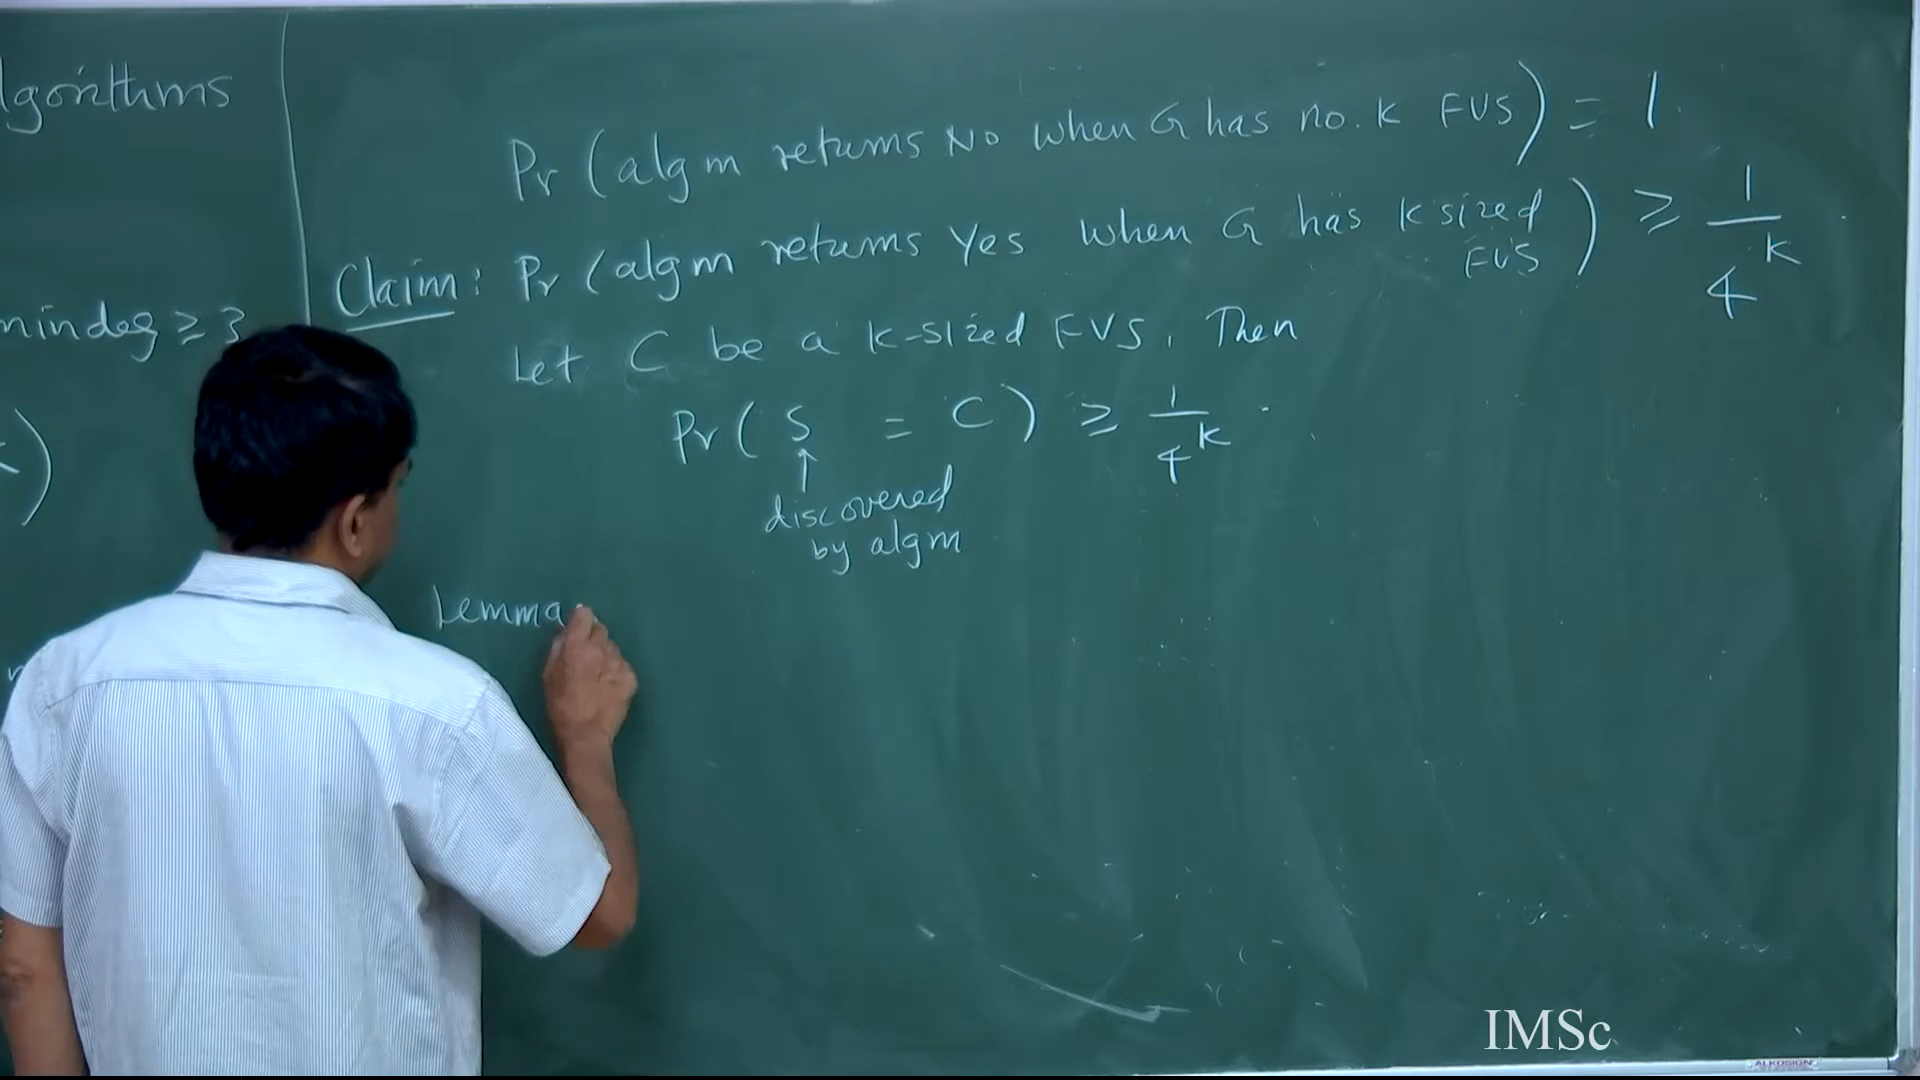 lgorithms
mindeg ≥ 3
Pr (algm returns NO when G has no. k FVS) = 1
Claim: Pr (algm returns Yes when G has k sized FVS) ≥ 1/4^k
Let C be a k-sized FVS. Then
Pr ( S = C ) ≥ 1/4^k
↑
discovered
by algm
Lemma
IMSc
ALKOSIGN